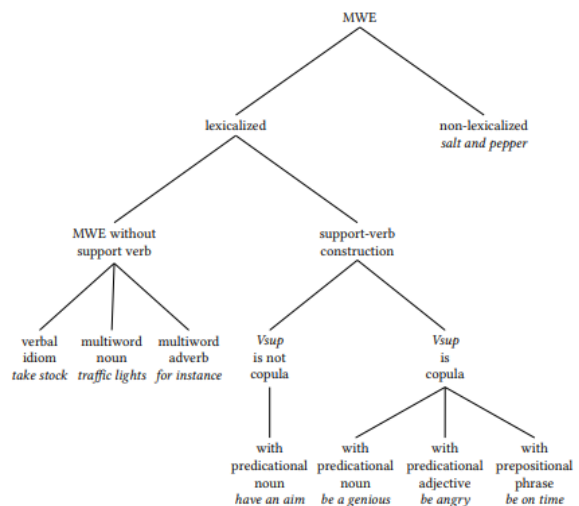 MWE
lexicalized
non-lexicalized
salt and pepper
MWE without
support verb
support-verb
construction
verbal
idiom
take stock
multiword
noun
traffic lights
multiword
adverb
for instance
Vsup
is not
copula
Vsup
is
copula
with
predicational
noun
have an aim
with
predicational
noun
be a genious
with
predicational
adjective
be angry
with
prepositional
phrase
be on time